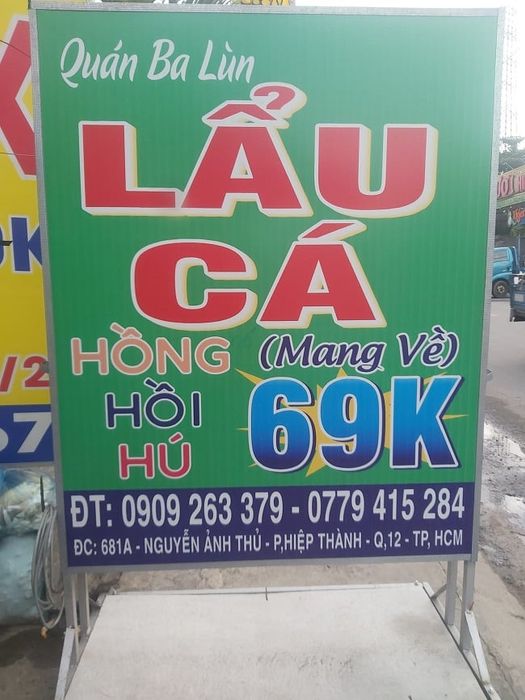 Quán Ba Lùn
LẨU
CÁ
HỒNG (Mang Về)
HỒI 69K
HÚ
ĐT: 0909 263 379 - 0779 415 284
ĐC: 681A - NGUYỄN ẢNH THỦ - P,HIỆP THÀNH - Q,12 - TP, HCM